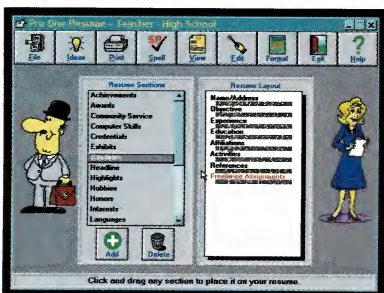 Pro One Resume - Teacher - High School
File Ideas Print Spell View Edit Format Exit Help
Resume Sections
Achievements
Awards
Community Service
Computer Skills
Credentials
Exhibits
Headline
Highlights
Hobbies
Honors
Interests
Languages
Add Delete
Resume Layout
Name/Address
Objective
Experience
Education
Affiliations
Activities
References
Freelance Assignments
Click and drag any section to place it on your resume.